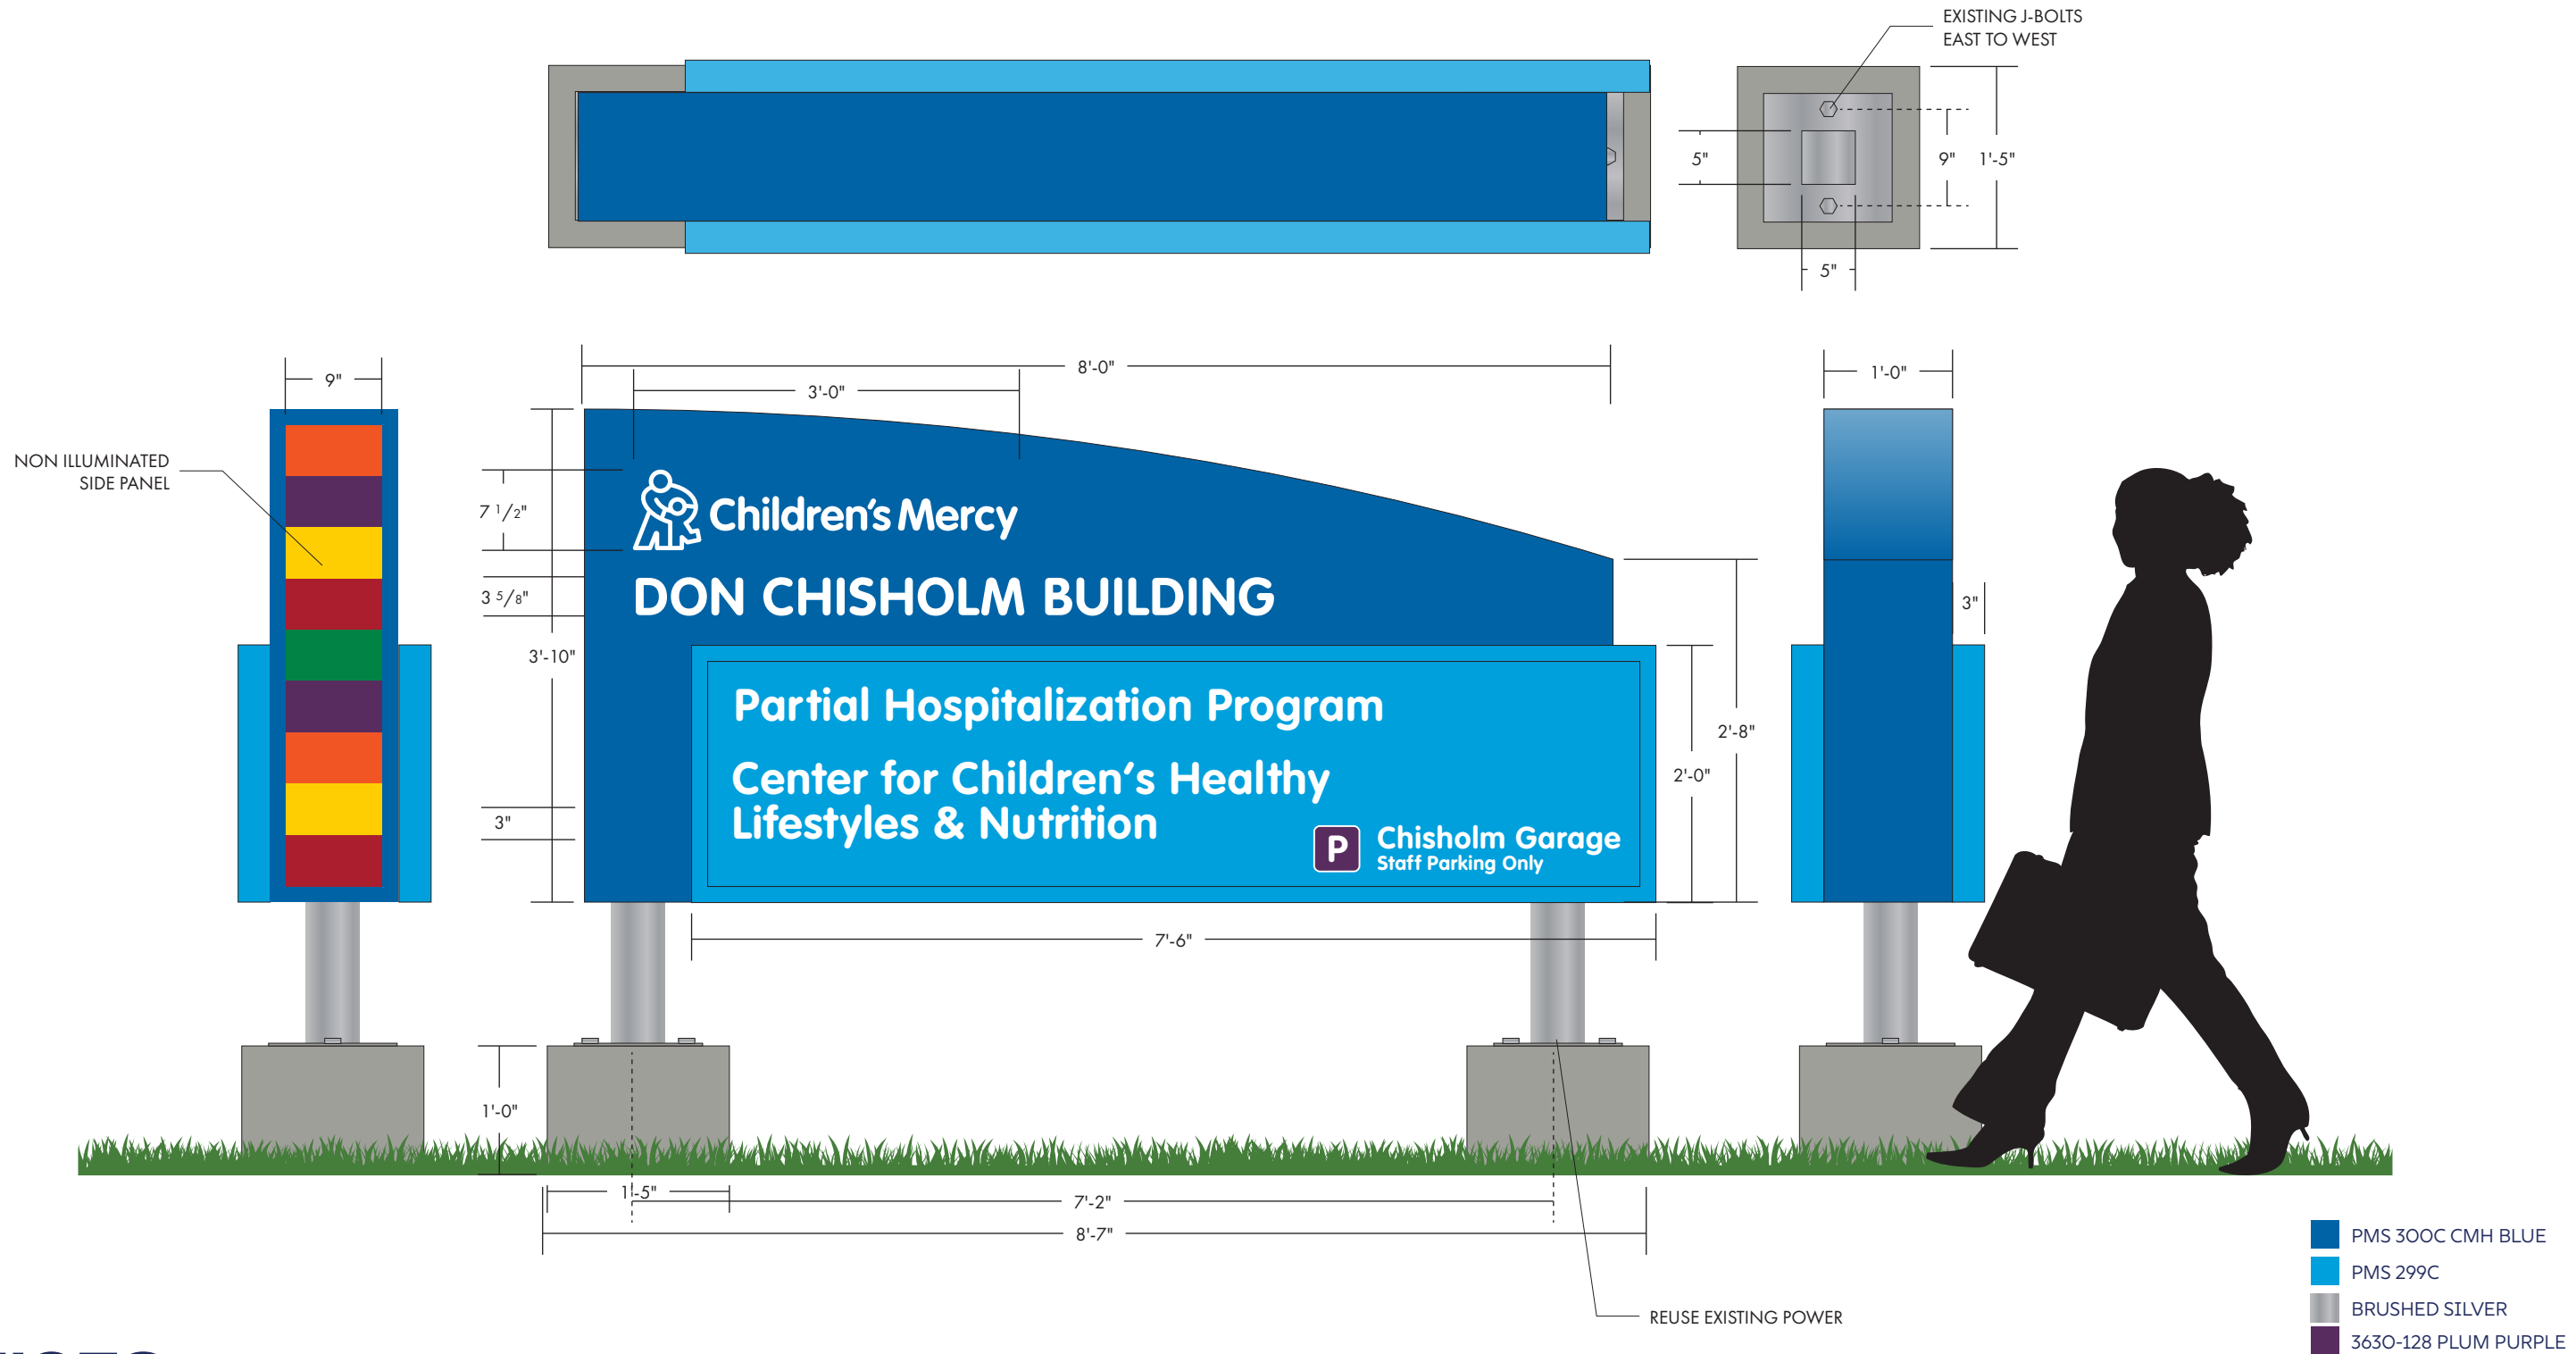 EXISTING J-BOLTS
EAST TO WEST
5"
9"
1'-5"
5"
9"
8'-0"
3'-0"
1'-0"
NON ILLUMINATED
SIDE PANEL
7 1/2"
Children's Mercy
3 5/8"
DON CHISHOLM BUILDING
3"
3'-10"
Partial Hospitalization Program
2'-8"
Center for Children's Healthy
2'-0"
Lifestyles & Nutrition
3"
P
Chisholm Garage
Staff Parking Only
7'-6"
1'-0"
1'-5"
7'-2"
8'-7"
REUSE EXISTING POWER
PMS 300C CMH BLUE
PMS 299C
BRUSHED SILVER
3630-128 PLUM PURPLE